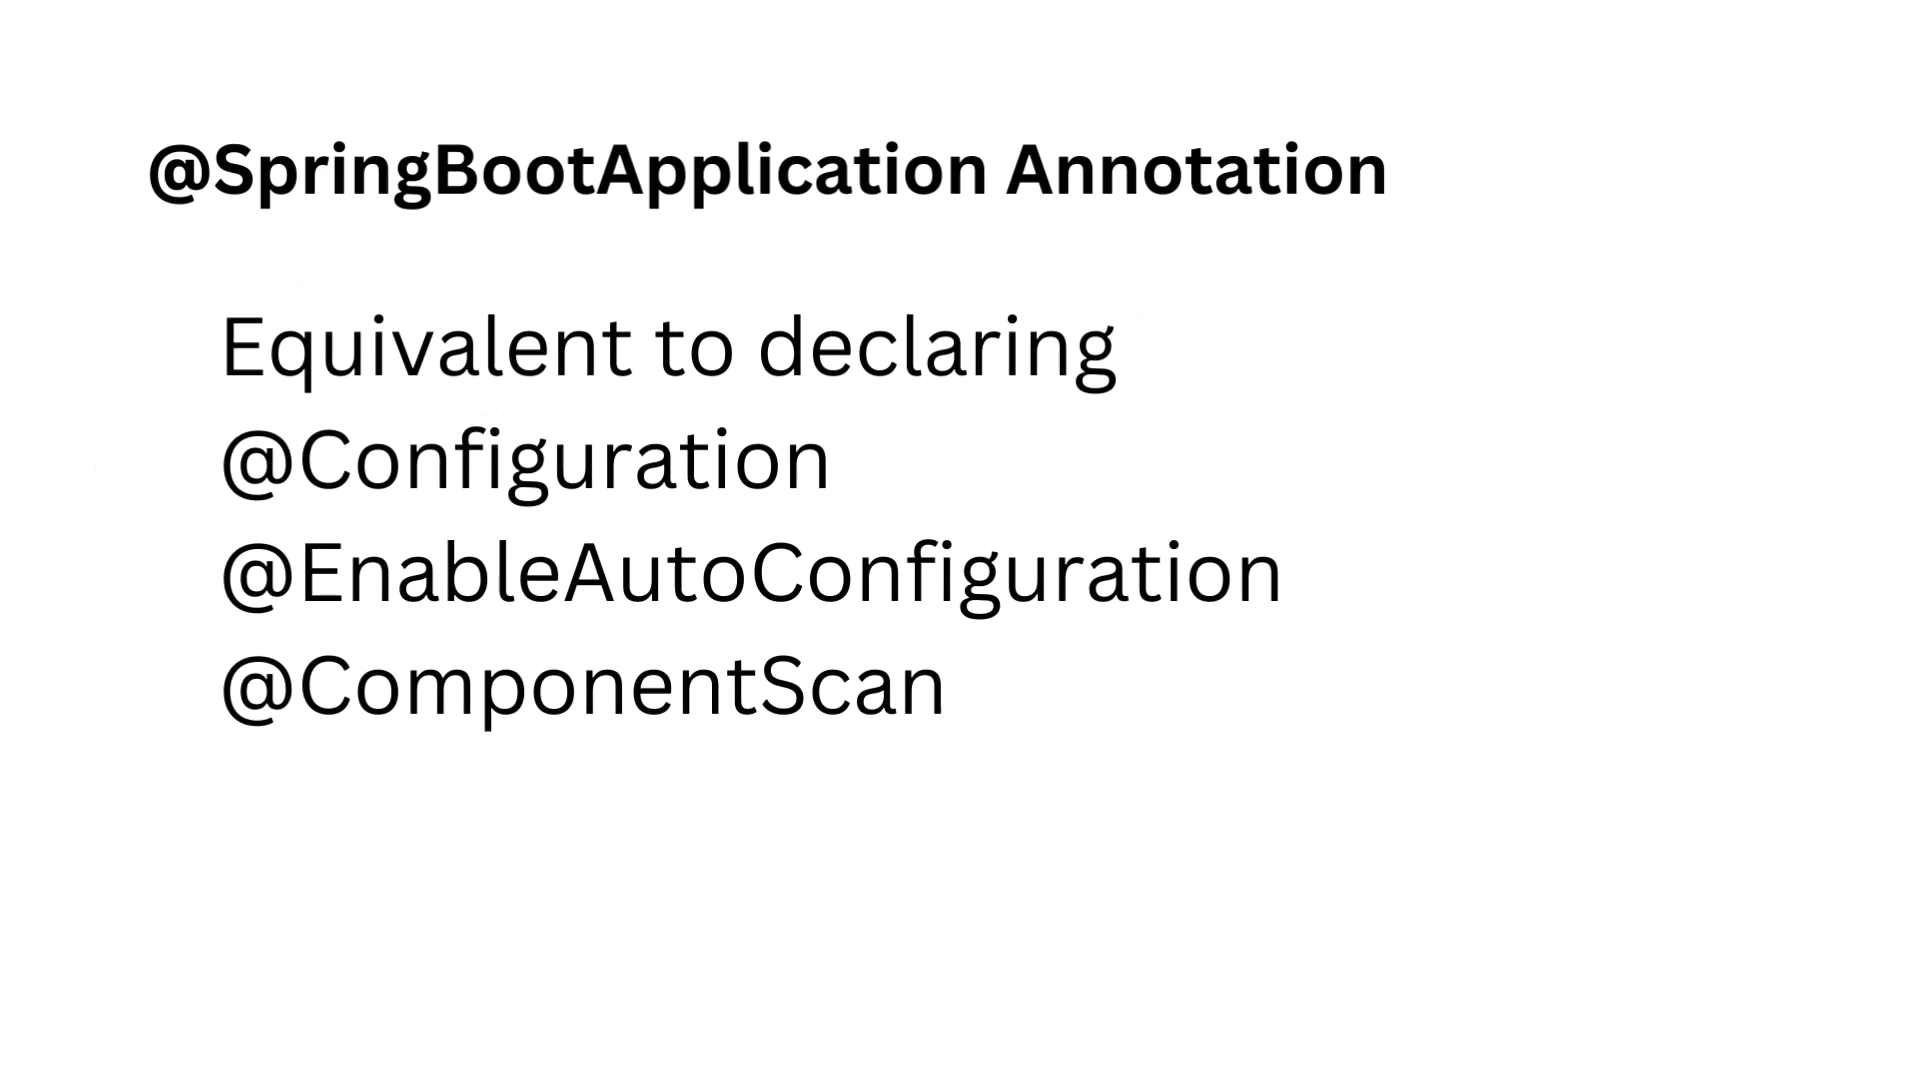 @SpringBootApplication Annotation
Equivalent to declaring
@Configuration
@EnableAutoConfiguration
@ComponentScan